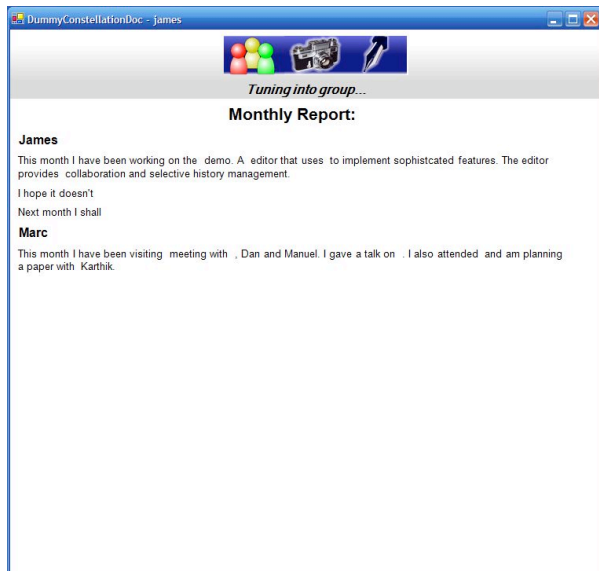 DummyConstellationDoc - james
Tuning into group...
Monthly Report:
James
This month I have been working on the demo. A editor that uses to implement sophistcated features. The editor
provides collaboration and selective history management.
I hope it doesn't
Next month I shall
Marc
This month I have been visiting meeting with , Dan and Manuel. I gave a talk on . I also attended and am planning
a paper with Karthik.